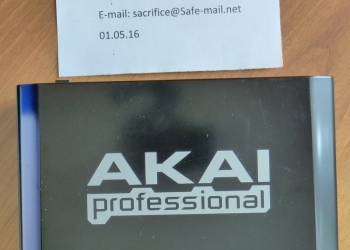 E-mail: sacrifice@Safe-mail.net
01.05.16
AKAI
professional